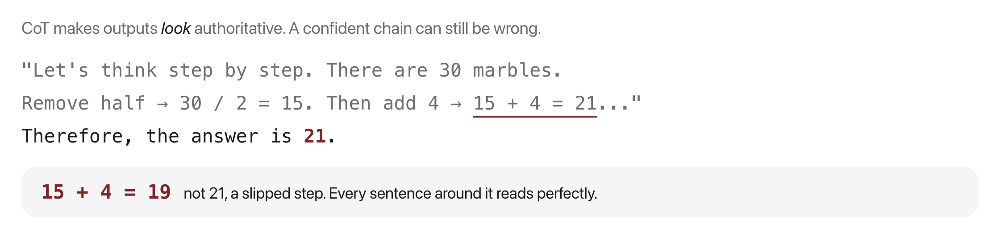 CoT makes outputs look authoritative. A confident chain can still be wrong.
"Let's think step by step. There are 30 marbles.
Remove half → 30 / 2 = 15. Then add 4 → 15 + 4 = 21..."
Therefore, the answer is 21.
15 + 4 = 19 not 21, a slipped step. Every sentence around it reads perfectly.